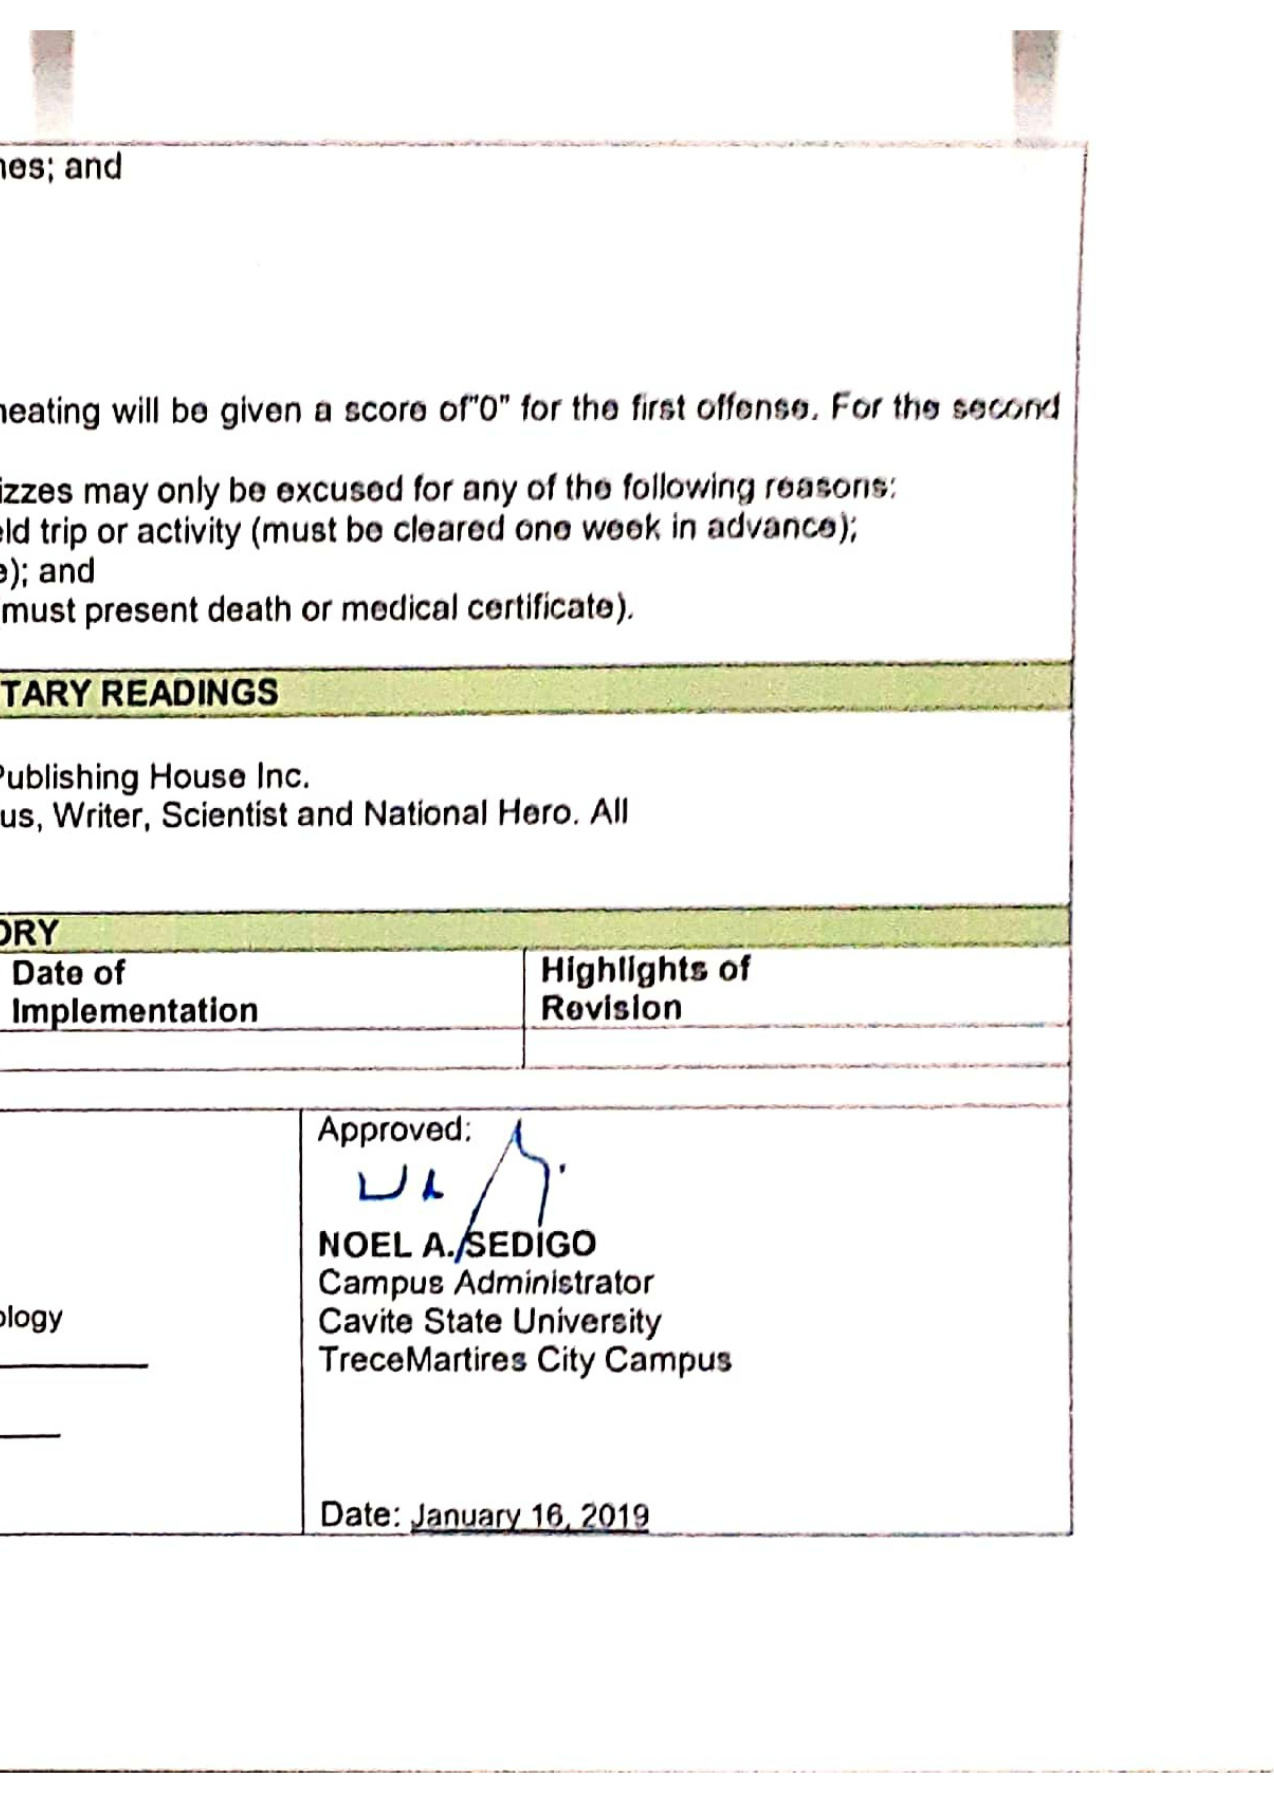 nes; and
heating will be given a score of"0" for the first offense. For the second
izzes may only be excused for any of the following reasons:
eld trip or activity (must be cleared one week in advance);
e); and
must present death or medical certificate).
TARY READINGS
Publishing House Inc.
us, Writer, Scientist and National Hero. All
ORY
Date of
Implementation
Highlights of
Revision
Approved:
NOEL A. SEDIGO
Campus Administrator
Cavite State University
TreceMartires City Campus
ology
Date: January 16, 2019